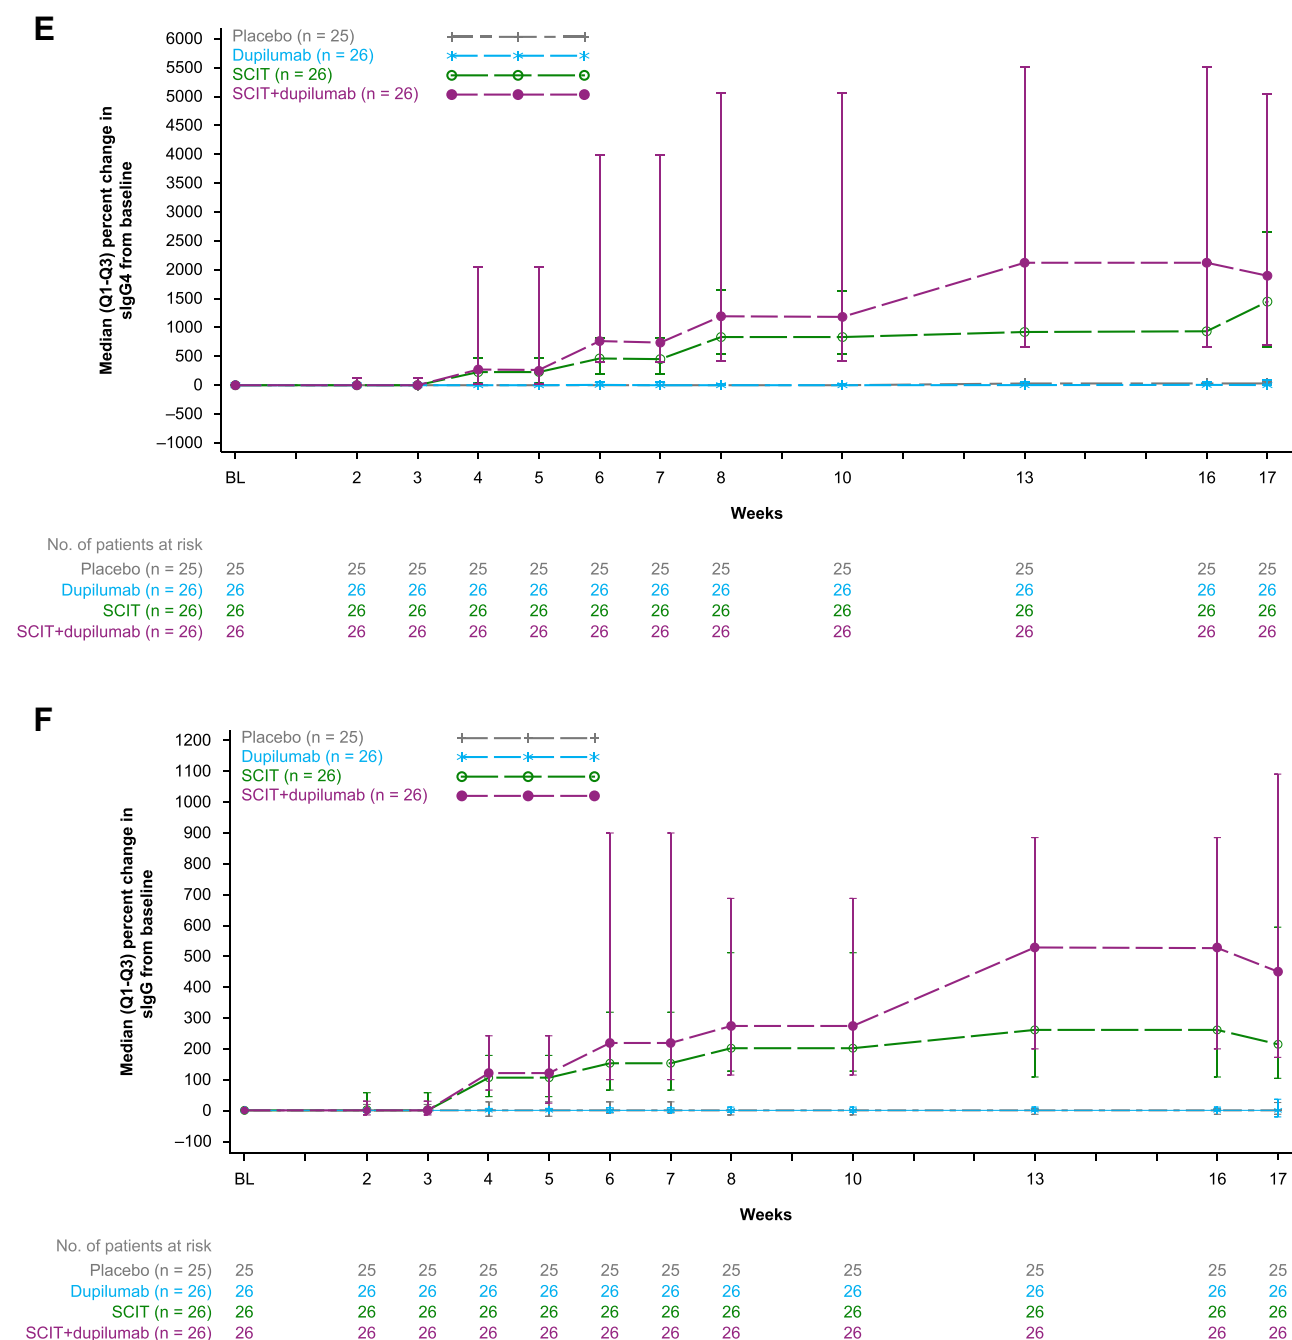 E
Placebo (n = 25)
Dupilumab (n = 26)
SCIT (n = 26)
SCIT+dupilumab (n = 26)
6000
5500
5000
4500
4000
3500
3000
2500
2000
1500
1000
500
0
–500
–1000
Median (Q1-Q3) percent change in
sIgG4 from baseline
BL 2 3 4 5 6 7 8 10 13 16 17
Weeks
No. of patients at risk
Placebo (n = 25) 25 25 25 25 25 25 25 25 25 25 25 25
Dupilumab (n = 26) 26 26 26 26 26 26 26 26 26 26 26 26
SCIT (n = 26) 26 26 26 26 26 26 26 26 26 26 26 26
SCIT+dupilumab (n = 26) 26 26 26 26 26 26 26 26 26 26 26 26
F
Placebo (n = 25)
Dupilumab (n = 26)
SCIT (n = 26)
SCIT+dupilumab (n = 26)
1200
1100
1000
900
800
700
600
500
400
300
200
100
0
–100
Median (Q1-Q3) percent change in
sIgG from baseline
BL 2 3 4 5 6 7 8 10 13 16 17
Weeks
No. of patients at risk
Placebo (n = 25) 25 25 25 25 25 25 25 25 25 25 25 25
Dupilumab (n = 26) 26 26 26 26 26 26 26 26 26 26 26 26
SCIT (n = 26) 26 26 26 26 26 26 26 26 26 26 26 26
SCIT+dupilumab (n = 26) 26 26 26 26 26 26 26 26 26 26 26 26